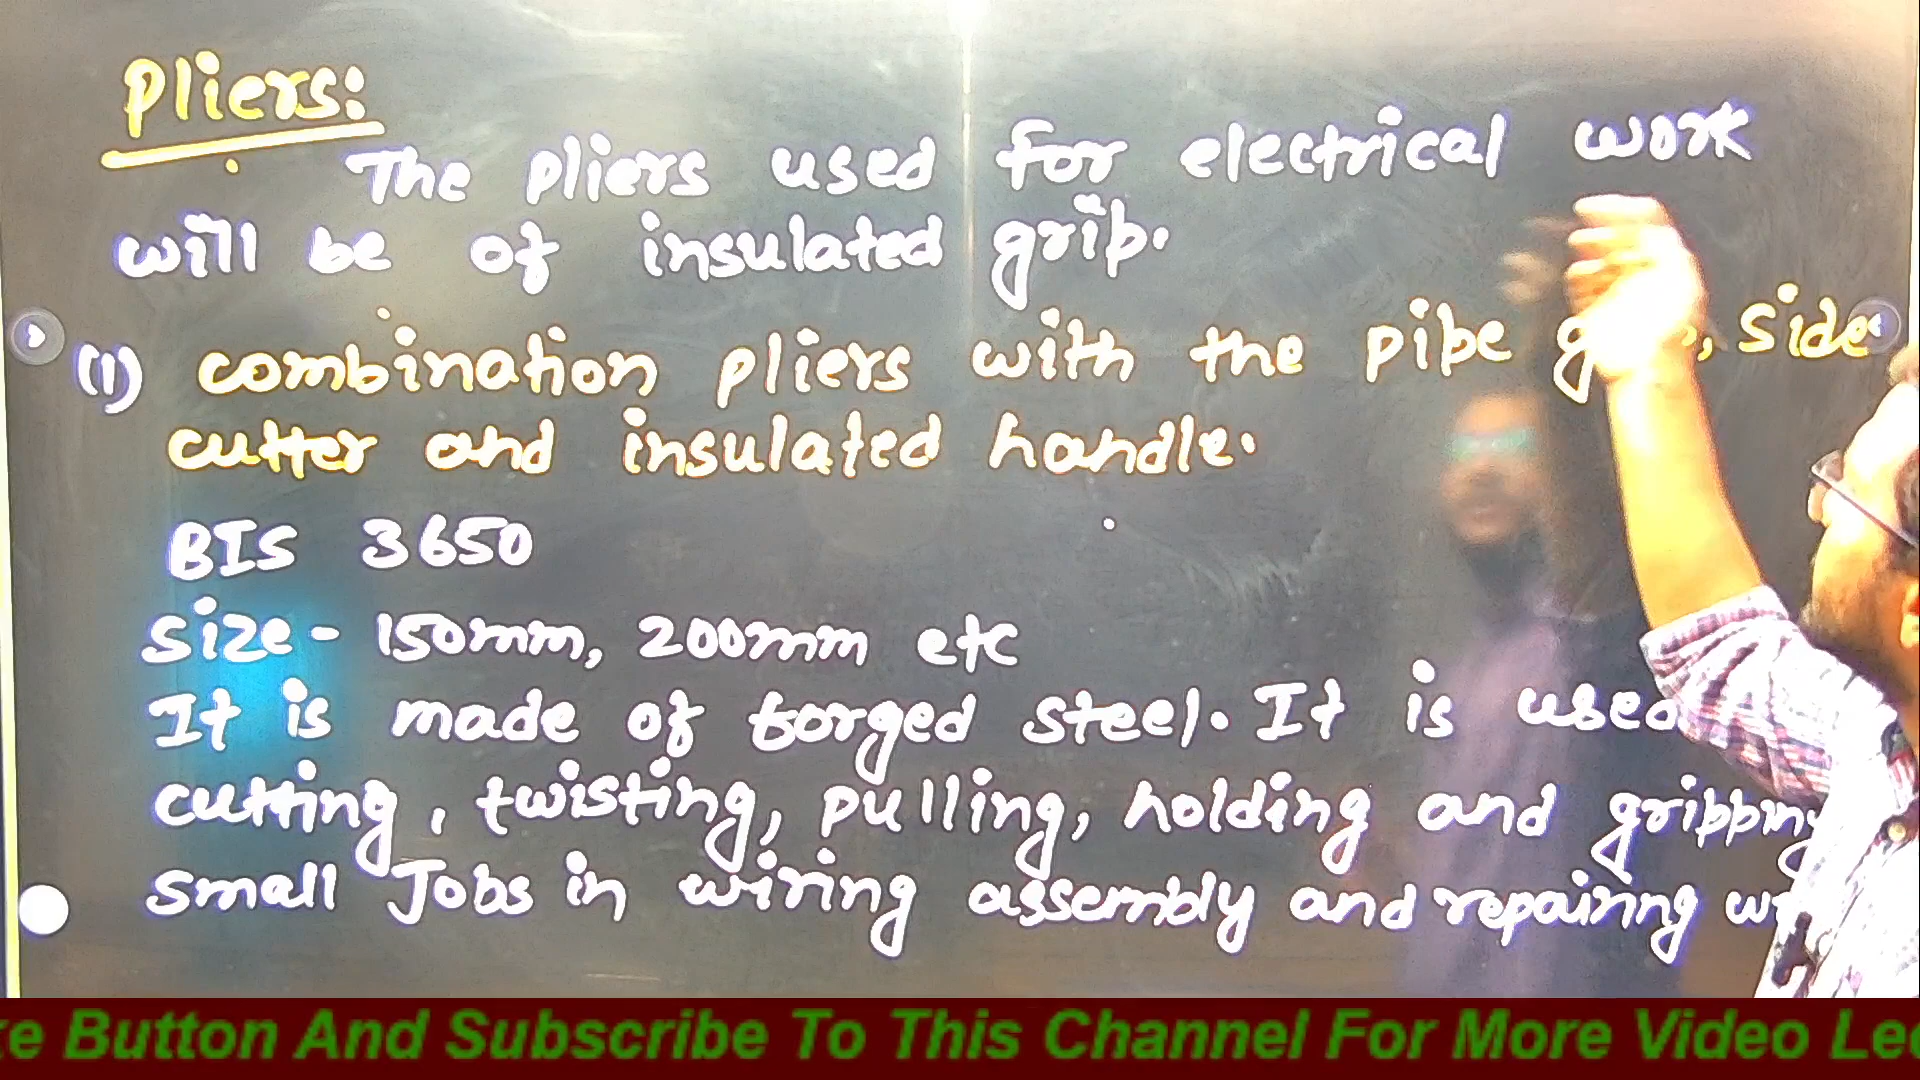 Pliers:
The pliers used for electrical work
will be of insulated grip.
(1) combination pliers with the pipe , side
cutter and insulated handle.
BIS 3650
Size - 150mm, 200mm etc
It is made of forged steel. It is used
cutting, twisting, pulling, holding and gripping
small Jobs in wiring assembly and repairing
Button And Subscribe To This Channel For More Video